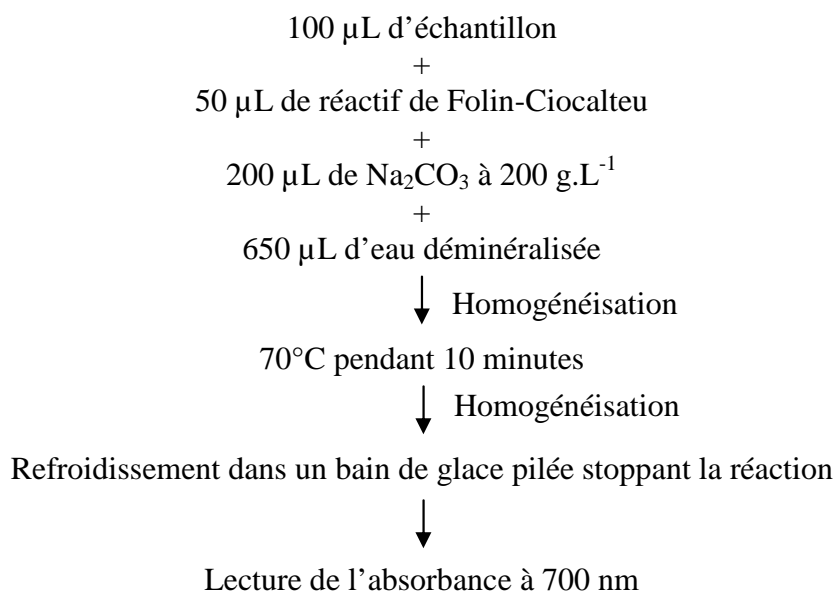 100 µL d’échantillon
+
50 µL de réactif de Folin-Ciocalteu
+
200 µL de Na₂CO₃ à 200 g.L⁻¹
+
650 µL d’eau déminéralisée
Homogénéisation
70°C pendant 10 minutes
Homogénéisation
Refroidissement dans un bain de glace pilée stoppant la réaction
Lecture de l’absorbance à 700 nm